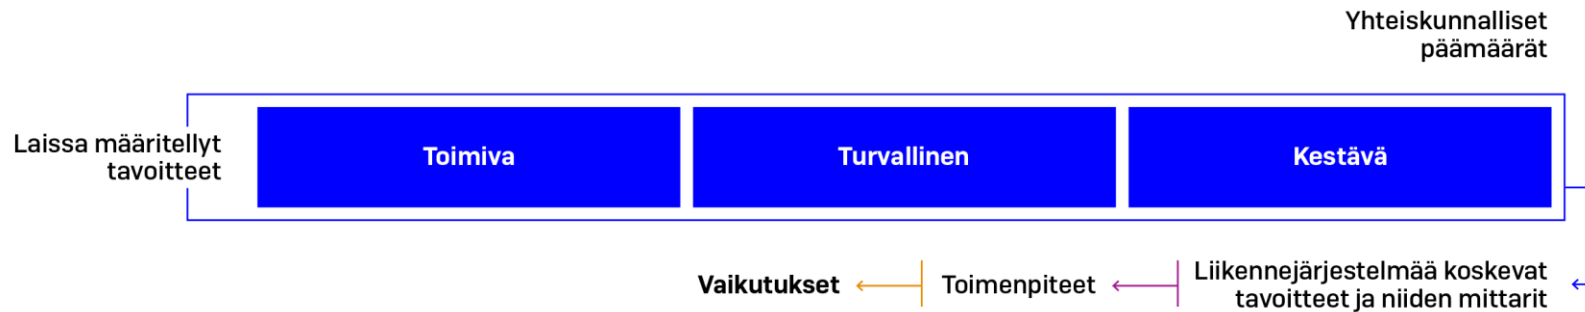 Yhteiskunnalliset
päämäärät
Laissa määritellyt
tavoitteet
Toimiva
Turvallinen
Kestävä
Vaikutukset
Toimenpiteet
Liikennejärjestelmää koskevat
tavoitteet ja niiden mittarit